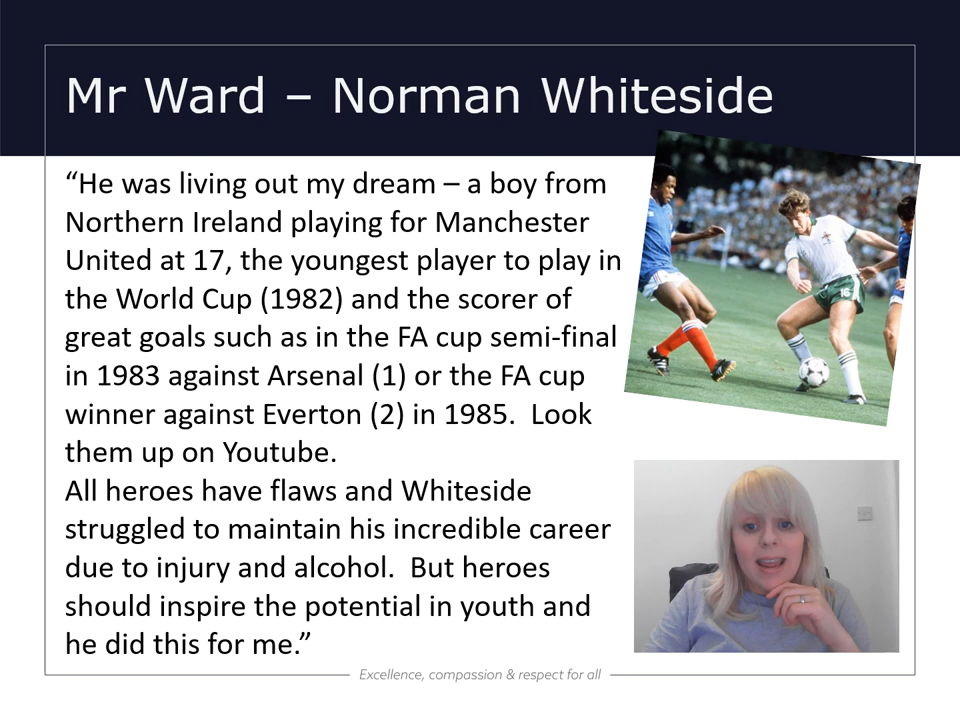 Mr Ward – Norman Whiteside
“He was living out my dream – a boy from
Northern Ireland playing for Manchester
United at 17, the youngest player to play in
the World Cup (1982) and the scorer of
great goals such as in the FA cup semi-final
in 1983 against Arsenal (1) or the FA cup
winner against Everton (2) in 1985.  Look
them up on Youtube.
All heroes have flaws and Whiteside
struggled to maintain his incredible career
due to injury and alcohol.  But heroes
should inspire the potential in youth and
he did this for me.”
16
Excellence, compassion & respect for all